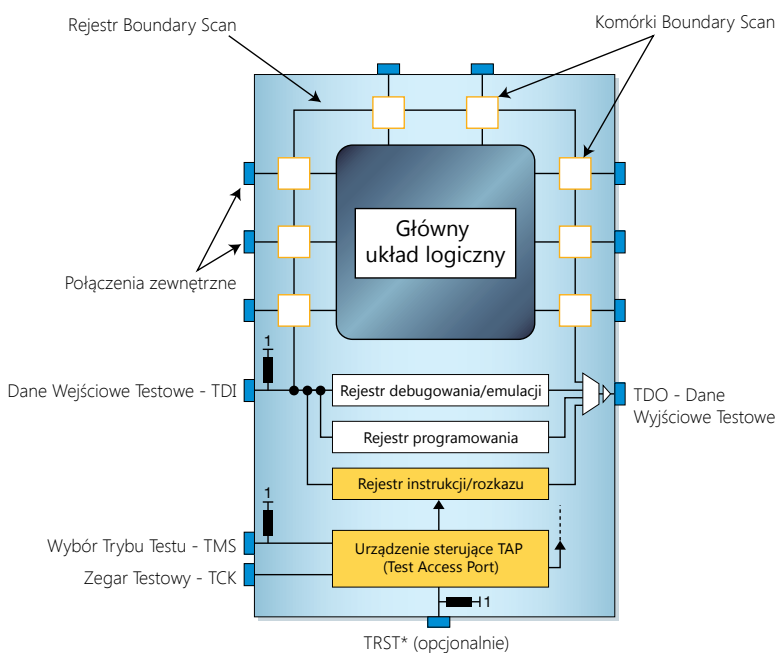 Rejestr Boundary Scan
Komórki Boundary Scan
Główny
układ logiczny
Połączenia zewnętrzne
1
Dane Wejściowe Testowe - TDI
Rejestr debugowania/emulacji
TDO - Dane
Wyjściowe Testowe
Rejestr programowania
Rejestr instrukcji/rozkazu
1
Wybór Trybu Testu - TMS
Urządzenie sterujące TAP
(Test Access Port)
Zegar Testowy - TCK
1
TRST* (opcjonalnie)